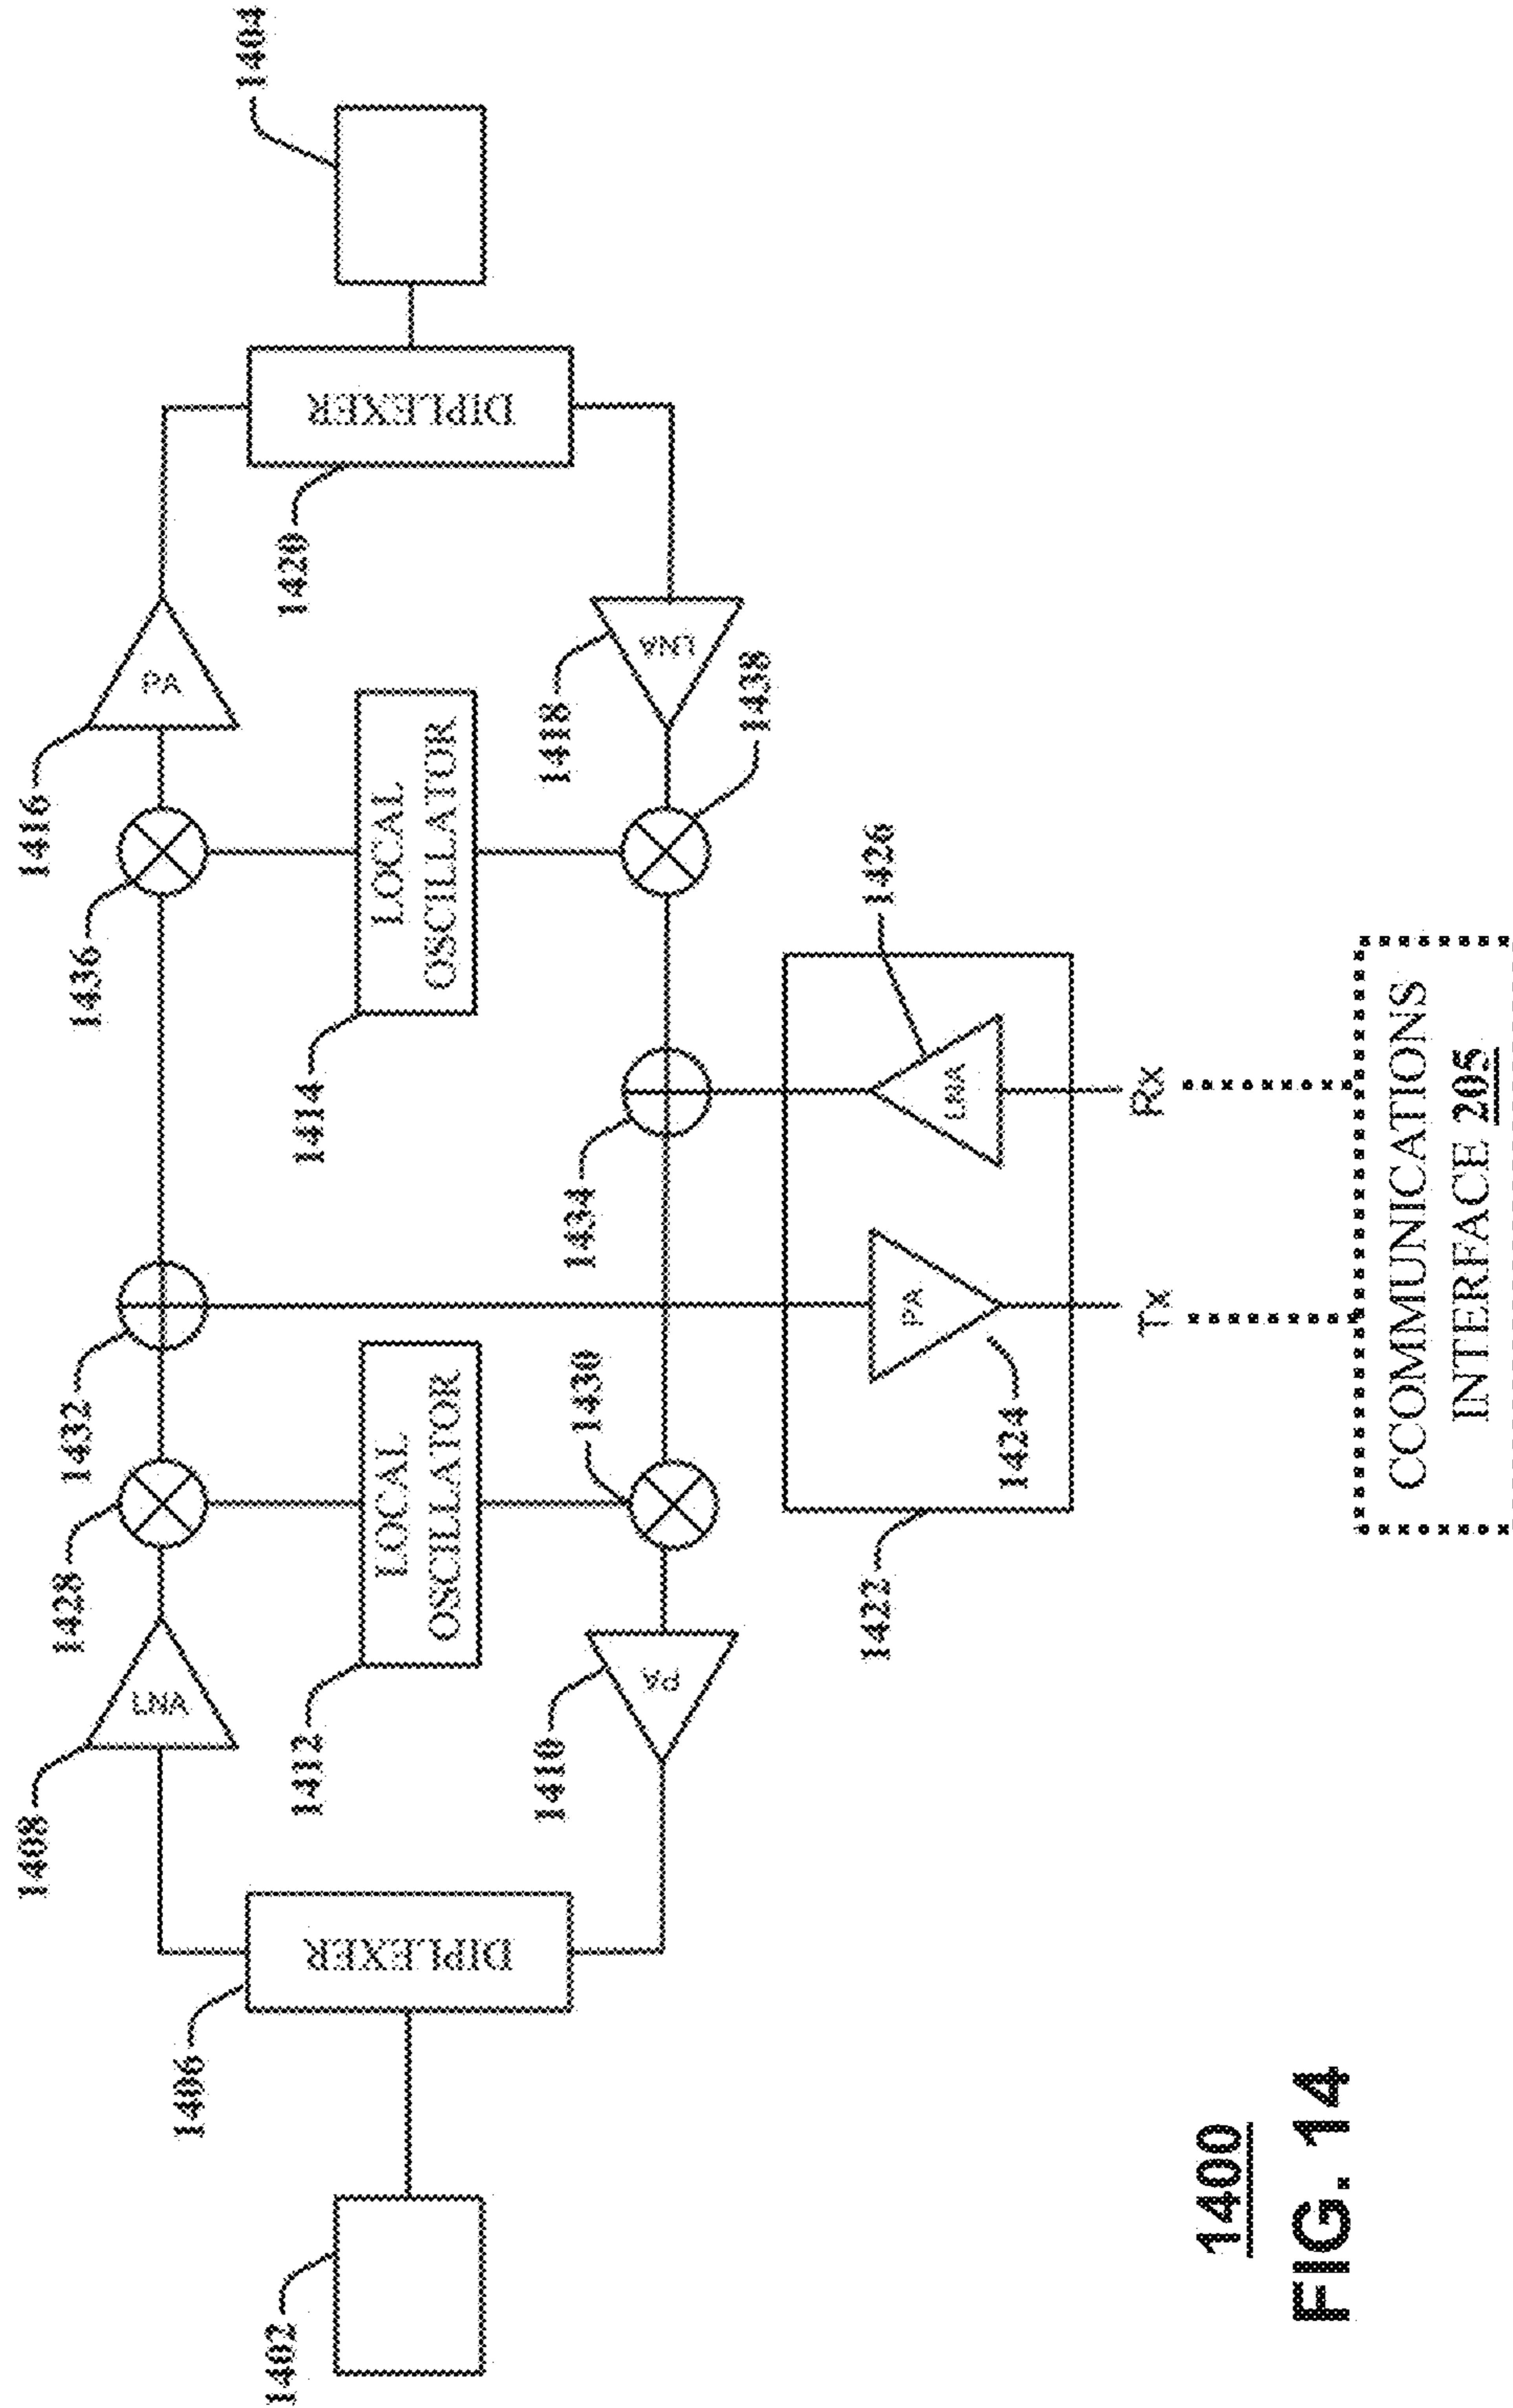 1404
1416
PA
1436
DIPLEXER
1420
LOCAL
OSCILLATOR
1414
LNA
1418
1438
1426
1432
1434
LNA
Rx
1428
LOCAL
OSCILLATOR
1412
1430
PA
1424
Tx
CCOMMUNICATIONS
INTERFACE 205
1408
LNA
PA
1410
1422
DIPLEXER
1406
1402
1400
FIG. 14